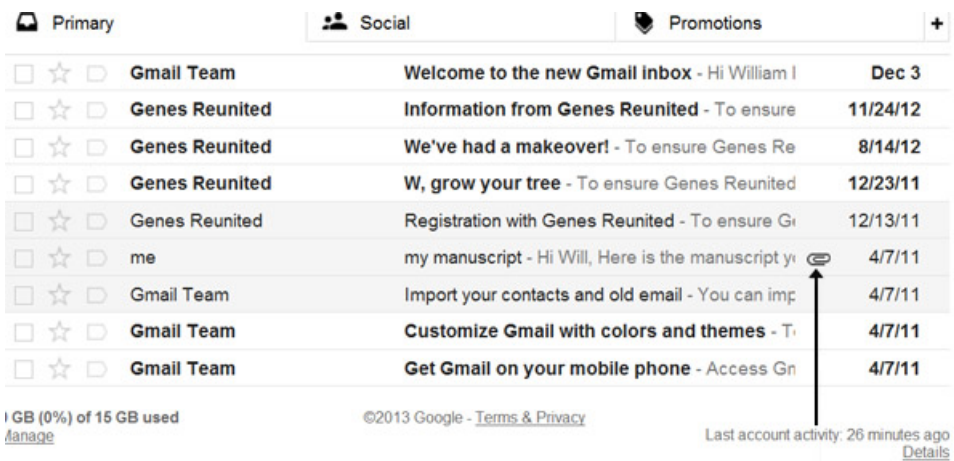 Primary Social Promotions +
Gmail Team Welcome to the new Gmail inbox - Hi William Dec 3
Genes Reunited Information from Genes Reunited - To ensure 11/24/12
Genes Reunited We've had a makeover! - To ensure Genes Re 8/14/12
Genes Reunited W, grow your tree - To ensure Genes Reunited 12/23/11
Genes Reunited Registration with Genes Reunited - To ensure G 12/13/11
me my manuscript - Hi Will, Here is the manuscript y 4/7/11
Gmail Team Import your contacts and old email - You can imp 4/7/11
Gmail Team Customize Gmail with colors and themes - T 4/7/11
Gmail Team Get Gmail on your mobile phone - Access Gm 4/7/11
GB (0%) of 15 GB used ©2013 Google - Terms & Privacy
Manage Last account activity: 26 minutes ago
Details